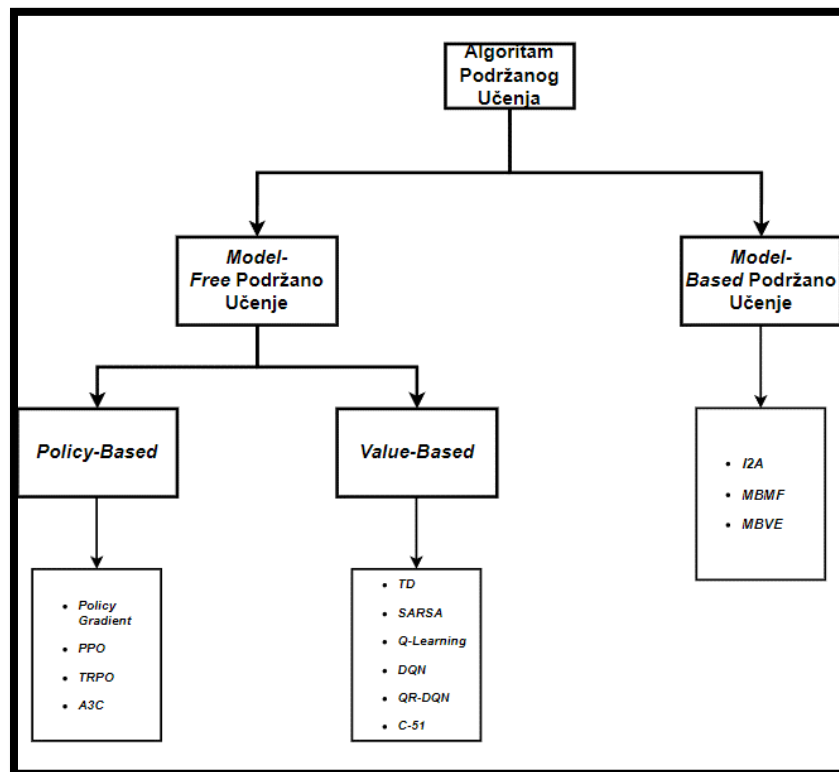 Algoritam
Podržanog
Učenja
Model-
Free Podržano
Učenje
Model-
Based Podržano
Učenje
Policy-Based
Value-Based
• I2A
• MBMF
• MBVE
• Policy
Gradient
• PPO
• TRPO
• A3C
• TD
• SARSA
• Q-Learning
• DQN
• QR-DQN
• C-51